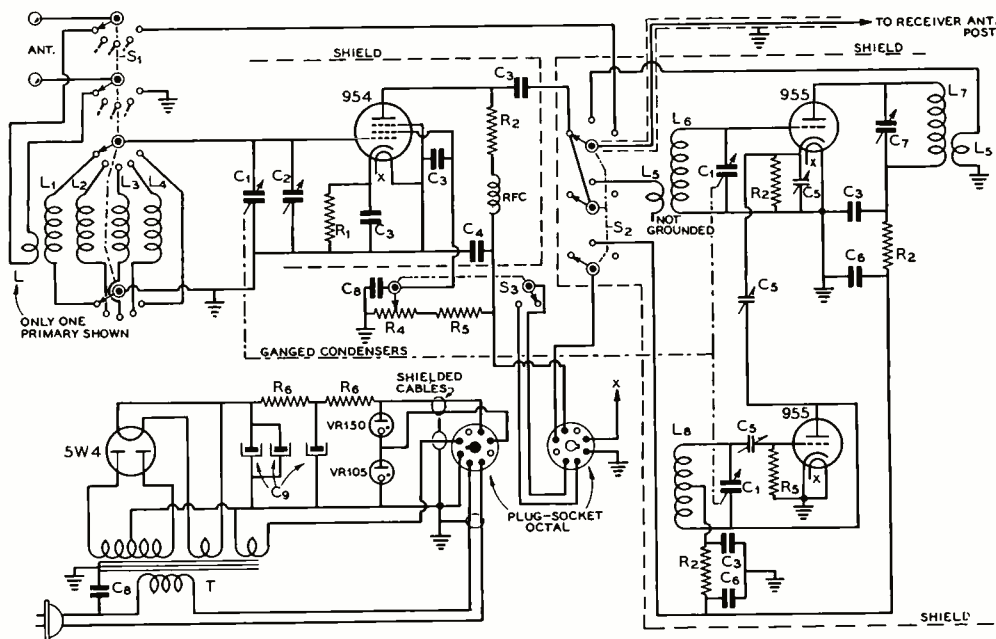 TO RECEIVER ANT. POST
ANT.
S1
SHIELD
SHIELD
C3
954
955
L7
R2
L6
C7
L5
C1
C2
C3
x
L1
L2
L3
L4
RFC
L5
C1
R2
x
C5
C3
R1
C3
NOT GROUNDED
S2
C6
R2
L
C4
C5
C8
S3
R4
R5
ONLY ONE PRIMARY SHOWN
GANGED CONDENSERS
R6
R6
SHIELDED CABLES
x
955
VR150
L8
C5
5W4
VR105
C9
C1
R5
x
PLUG-SOCKET OCTAL
R2
C3
C6
C8
T
SHIELD